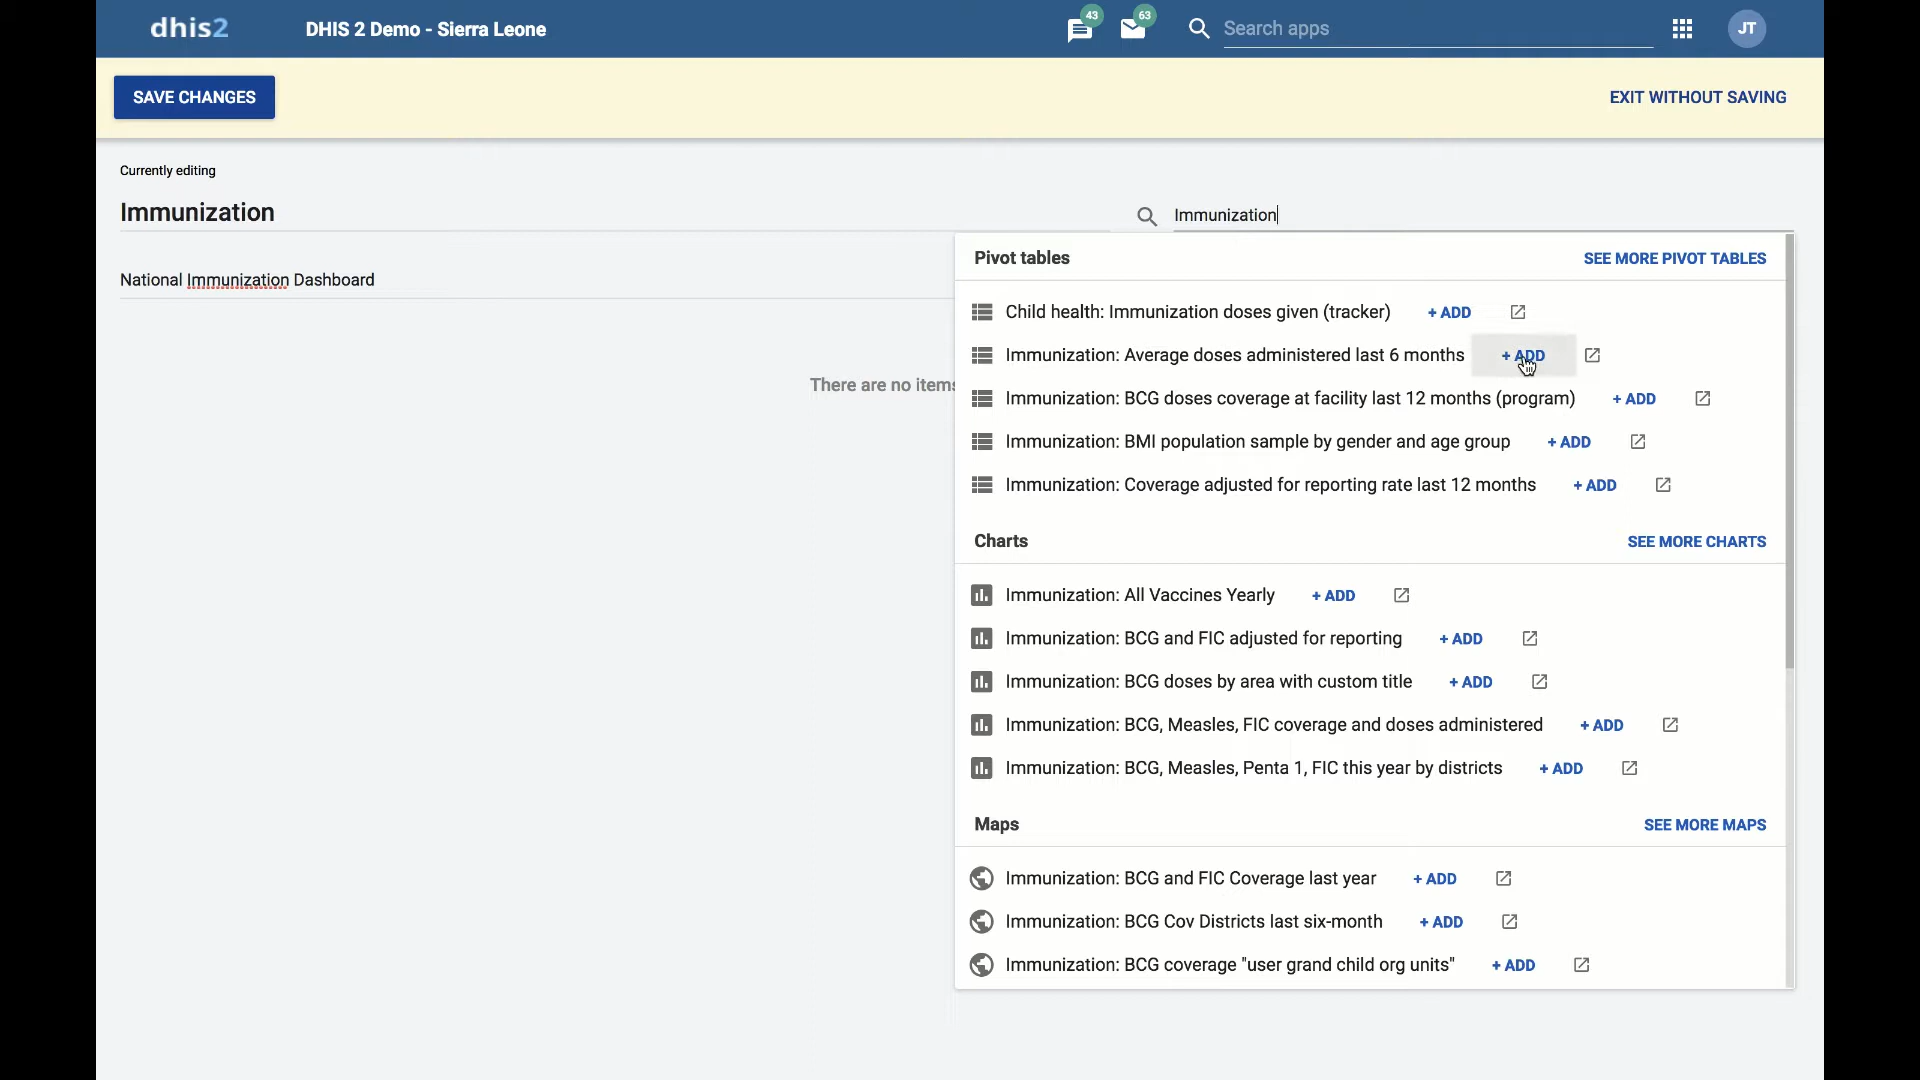 dhis2
DHIS 2 Demo - Sierra Leone
43
63
Search apps
JT
SAVE CHANGES
EXIT WITHOUT SAVING
Currently editing
Immunization
Immunization
National Immunization Dashboard
There are no items
Pivot tables
SEE MORE PIVOT TABLES
Child health: Immunization doses given (tracker) + ADD
Immunization: Average doses administered last 6 months + ADD
Immunization: BCG doses coverage at facility last 12 months (program) + ADD
Immunization: BMI population sample by gender and age group + ADD
Immunization: Coverage adjusted for reporting rate last 12 months + ADD
Charts
SEE MORE CHARTS
Immunization: All Vaccines Yearly + ADD
Immunization: BCG and FIC adjusted for reporting + ADD
Immunization: BCG doses by area with custom title + ADD
Immunization: BCG, Measles, FIC coverage and doses administered + ADD
Immunization: BCG, Measles, Penta 1, FIC this year by districts + ADD
Maps
SEE MORE MAPS
Immunization: BCG and FIC Coverage last year + ADD
Immunization: BCG Cov Districts last six-month + ADD
Immunization: BCG coverage "user grand child org units" + ADD